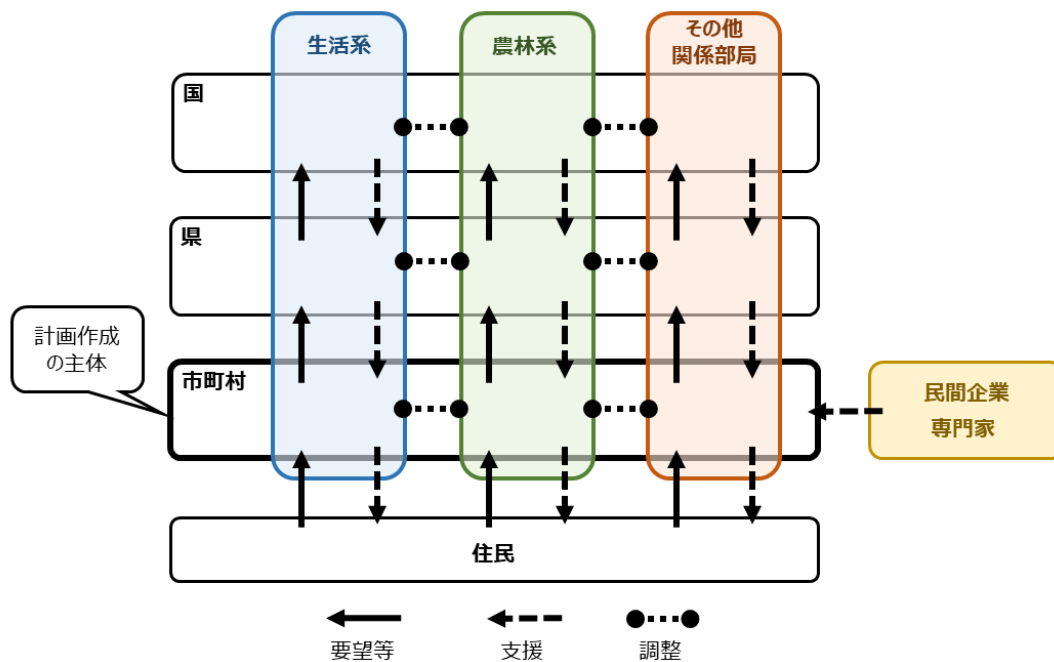 生活系
農林系
その他
関係部局
国
県
計画作成
の主体
市町村
民間企業
専門家
住民
要望等
支援
調整